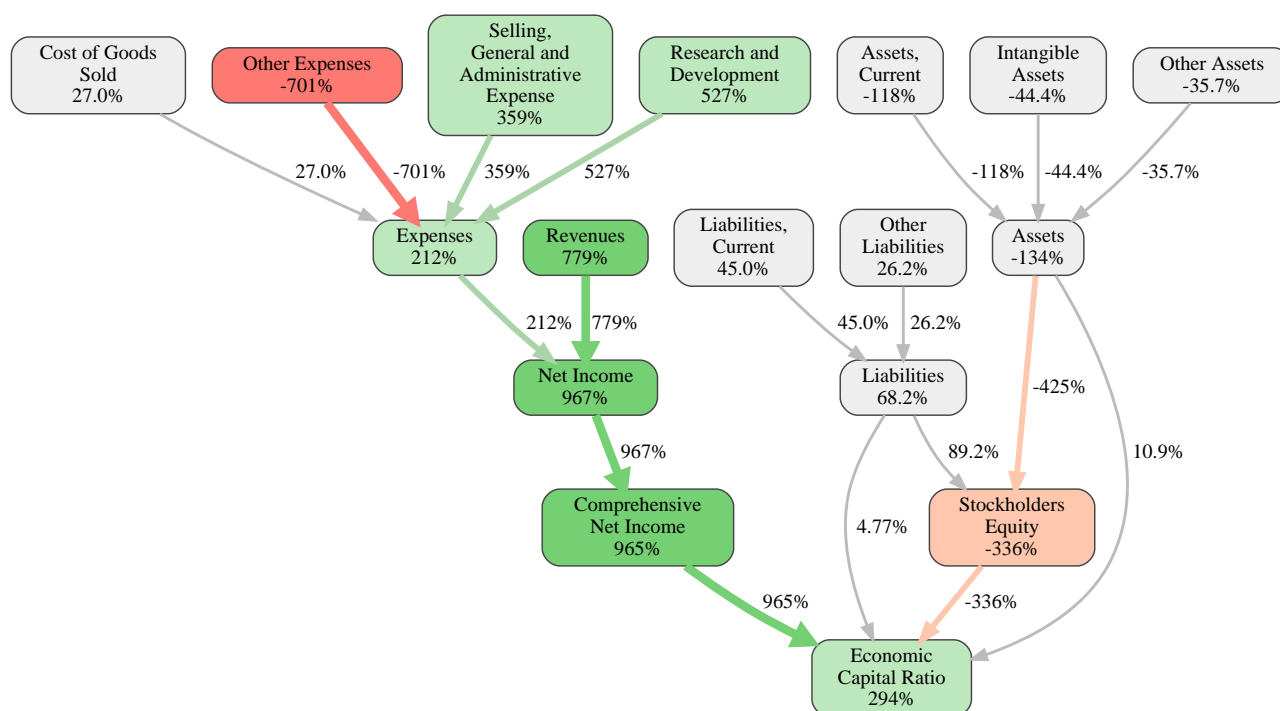 Cost of Goods
Sold
27.0%
Other Expenses
-701%
Selling,
General and
Administrative
Expense
359%
Research and
Development
527%
Assets,
Current
-118%
Intangible
Assets
-44.4%
Other Assets
-35.7%
27.0%
-701%
359%
527%
-118%
-44.4%
-35.7%
Expenses
212%
Revenues
779%
Liabilities,
Current
45.0%
Other
Liabilities
26.2%
Assets
-134%
212%
779%
45.0%
26.2%
-425%
10.9%
Net Income
967%
Liabilities
68.2%
967%
89.2%
4.77%
Comprehensive
Net Income
965%
Stockholders
Equity
-336%
965%
-336%
Economic
Capital Ratio
294%